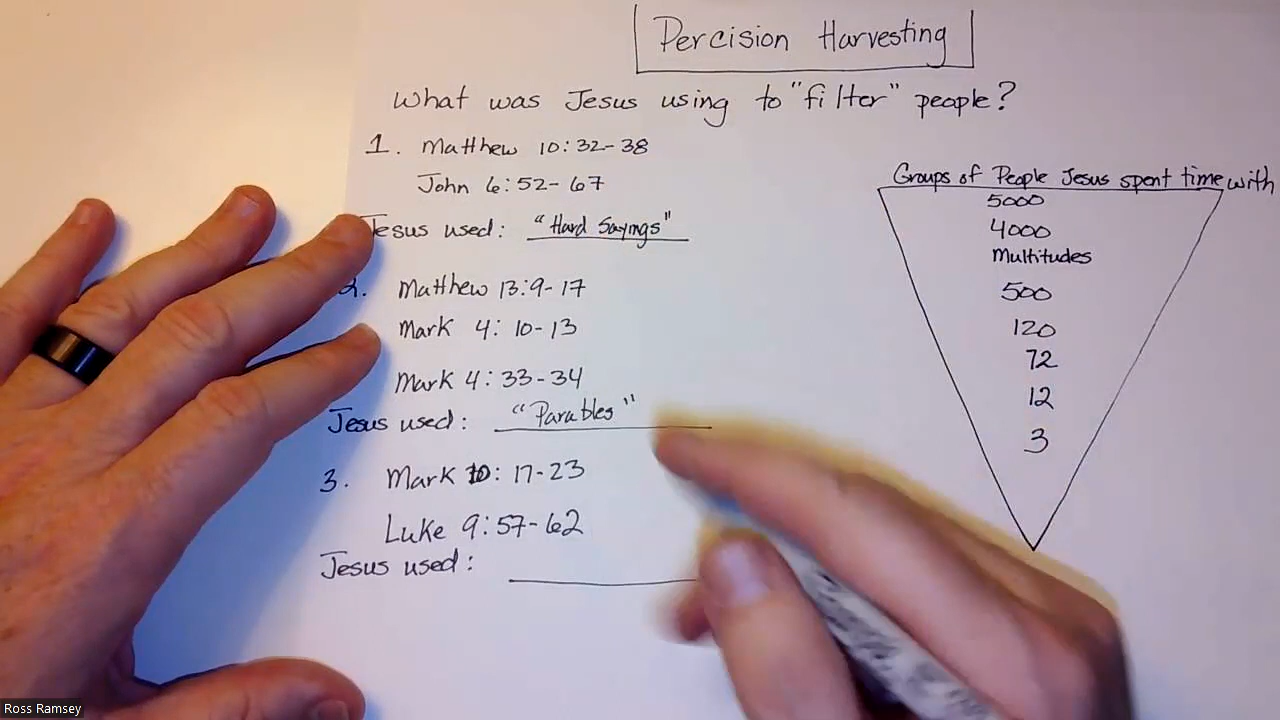 Percision Harvesting
What was Jesus using to "filter" people?
1. Matthew 10:32-38
John 6:52-67
Jesus used: "Hard Sayings"
2. Matthew 13:9-17
Mark 4:10-13
Mark 4:33-34
Jesus used: "Parables"
3. Mark 10:17-23
Luke 9:57-62
Jesus used:
Groups of People Jesus spent time with
5000
4000
Multitudes
500
120
72
12
3
Ross Ramsey